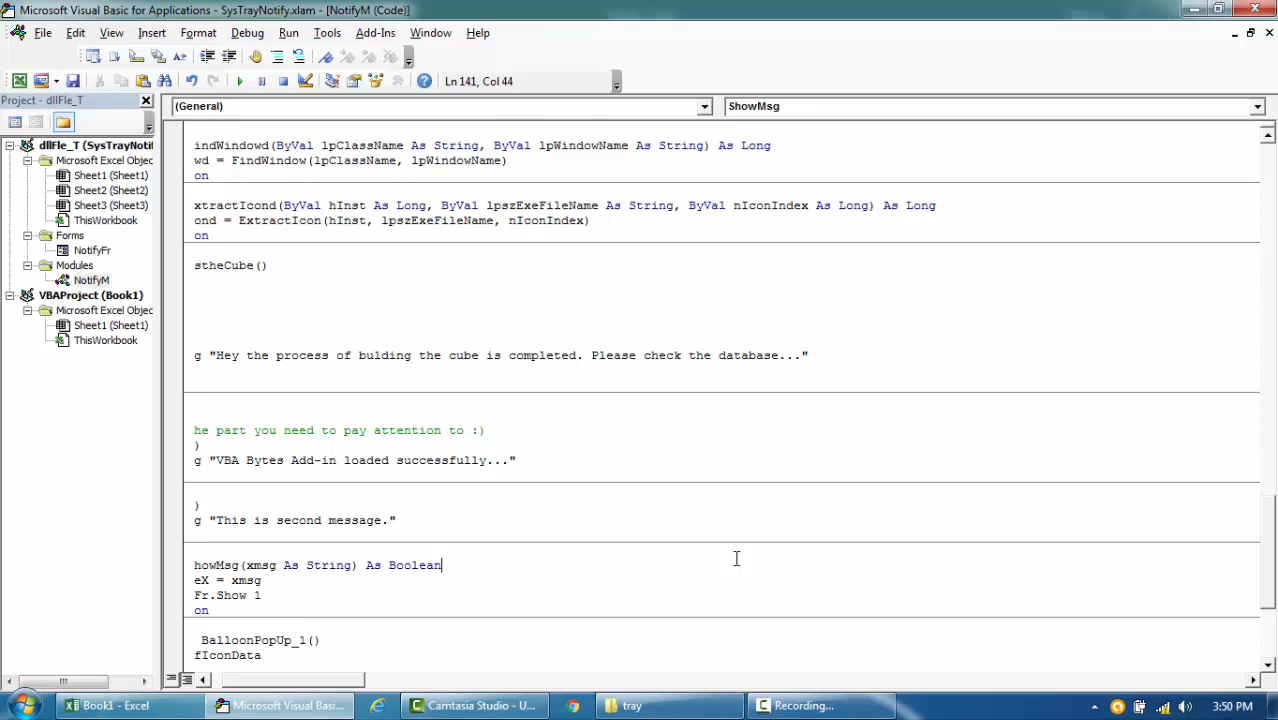 Microsoft Visual Basic for Applications - SysTrayNotify.xlam - [NotifyM (Code)]
File Edit View Insert Format Debug Run Tools Add-Ins Window Help
Ln 141, Col 44
Project - dllFle_T
(General) ShowMsg
dllFle_T (SysTrayNotif
Microsoft Excel Objec
Sheet1 (Sheet1)
Sheet2 (Sheet2)
Sheet3 (Sheet3)
ThisWorkbook
Forms
NotifyFr
Modules
NotifyM
VBAProject (Book1)
Microsoft Excel Objec
Sheet1 (Sheet1)
ThisWorkbook
indWindowd(ByVal lpClassName As String, ByVal lpWindowName As String) As Long
wd = FindWindow(lpClassName, lpWindowName)
on
xtractIcond(ByVal hInst As Long, ByVal lpszExeFileName As String, ByVal nIconIndex As Long) As Long
ond = ExtractIcon(hInst, lpszExeFileName, nIconIndex)
on
stheCube()
g "Hey the process of bulding the cube is completed. Please check the database..."
he part you need to pay attention to :)
)
g "VBA Bytes Add-in loaded successfully..."
)
g "This is second message."
howMsg(xmsg As String) As Boolean
eX = xmsg
Fr.Show 1
on
BalloonPopUp_1()
fIconData
Book1 - Excel
Microsoft Visual Basi...
Camtasia Studio - U...
tray
Recording...
3:50 PM